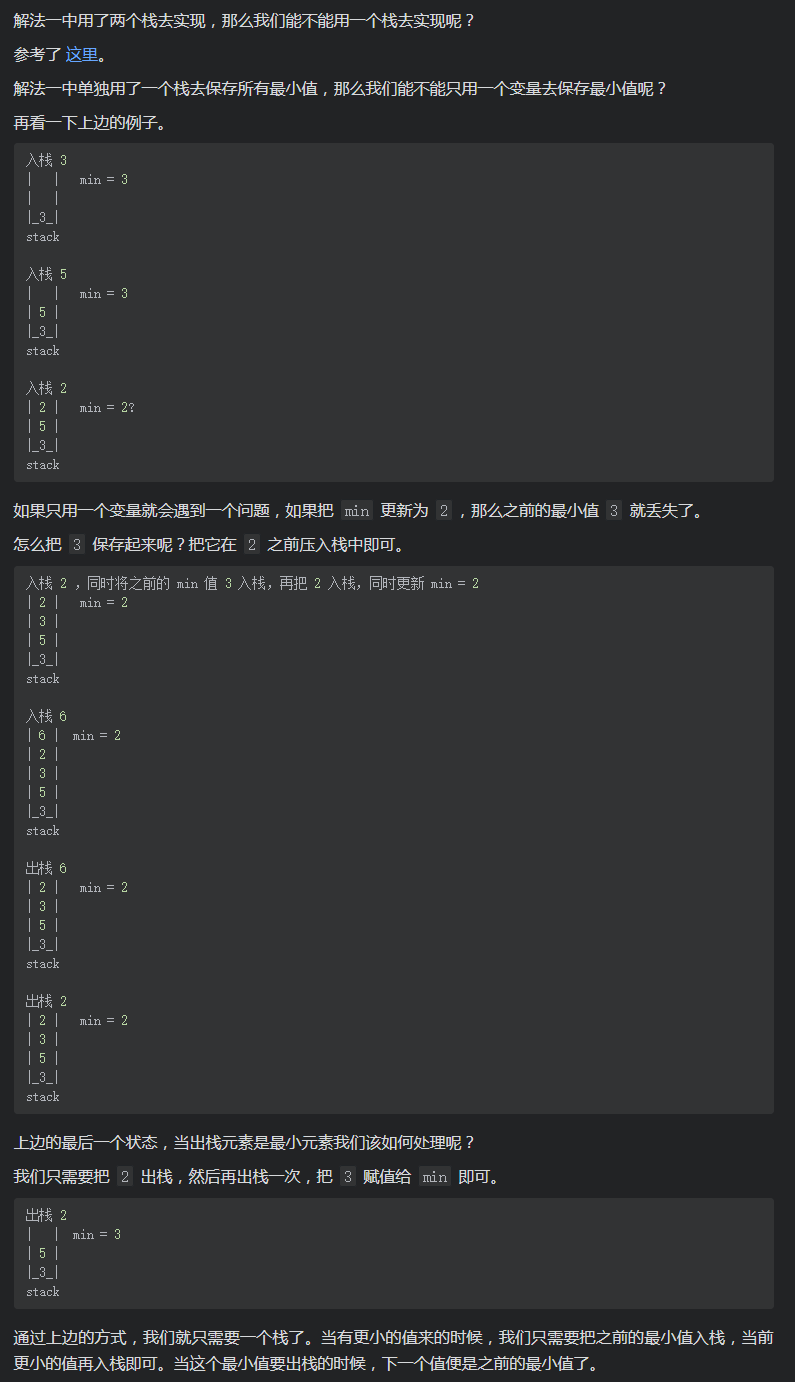 解法一中用了两个栈去实现，那么我们能不能用一个栈去实现呢？
参考了 这里。
解法一中单独用了一个栈去保存所有最小值，那么我们能不能只用一个变量去保存最小值呢？
再看一下上边的例子。
入栈 3
|   |   min = 3
|   |
|_3_|
stack
入栈 5
|   |   min = 3
| 5 |
|_3_|
stack
入栈 2
| 2 |   min = 2?
| 5 |
|_3_|
stack
如果只用一个变量就会遇到一个问题，如果把 min 更新为 2 ，那么之前的最小值 3 就丢失了。
怎么把 3 保存起来呢？把它在 2 之前压入栈中即可。
入栈 2 ，同时将之前的 min 值 3 入栈，再把 2 入栈，同时更新 min = 2
| 2 |   min = 2
| 3 |
| 5 |
|_3_|
stack
入栈 6
| 6 |  min = 2
| 2 |
| 3 |
| 5 |
|_3_|
stack
出栈 6
| 2 |   min = 2
| 3 |
| 5 |
|_3_|
stack
出栈 2
| 2 |   min = 2
| 3 |
| 5 |
|_3_|
stack
上边的最后一个状态，当出栈元素是最小元素我们该如何处理呢？
我们只需要把 2 出栈，然后再出栈一次，把 3 赋值给 min 即可。
出栈 2
|   |  min = 3
| 5 |
|_3_|
stack
通过上边的方式，我们就只需要一个栈了。当有更小的值来的时候，我们只需要把之前的最小值入栈，当前
更小的值再入栈即可。当这个最小值要出栈的时候，下一个值便是之前的最小值了。